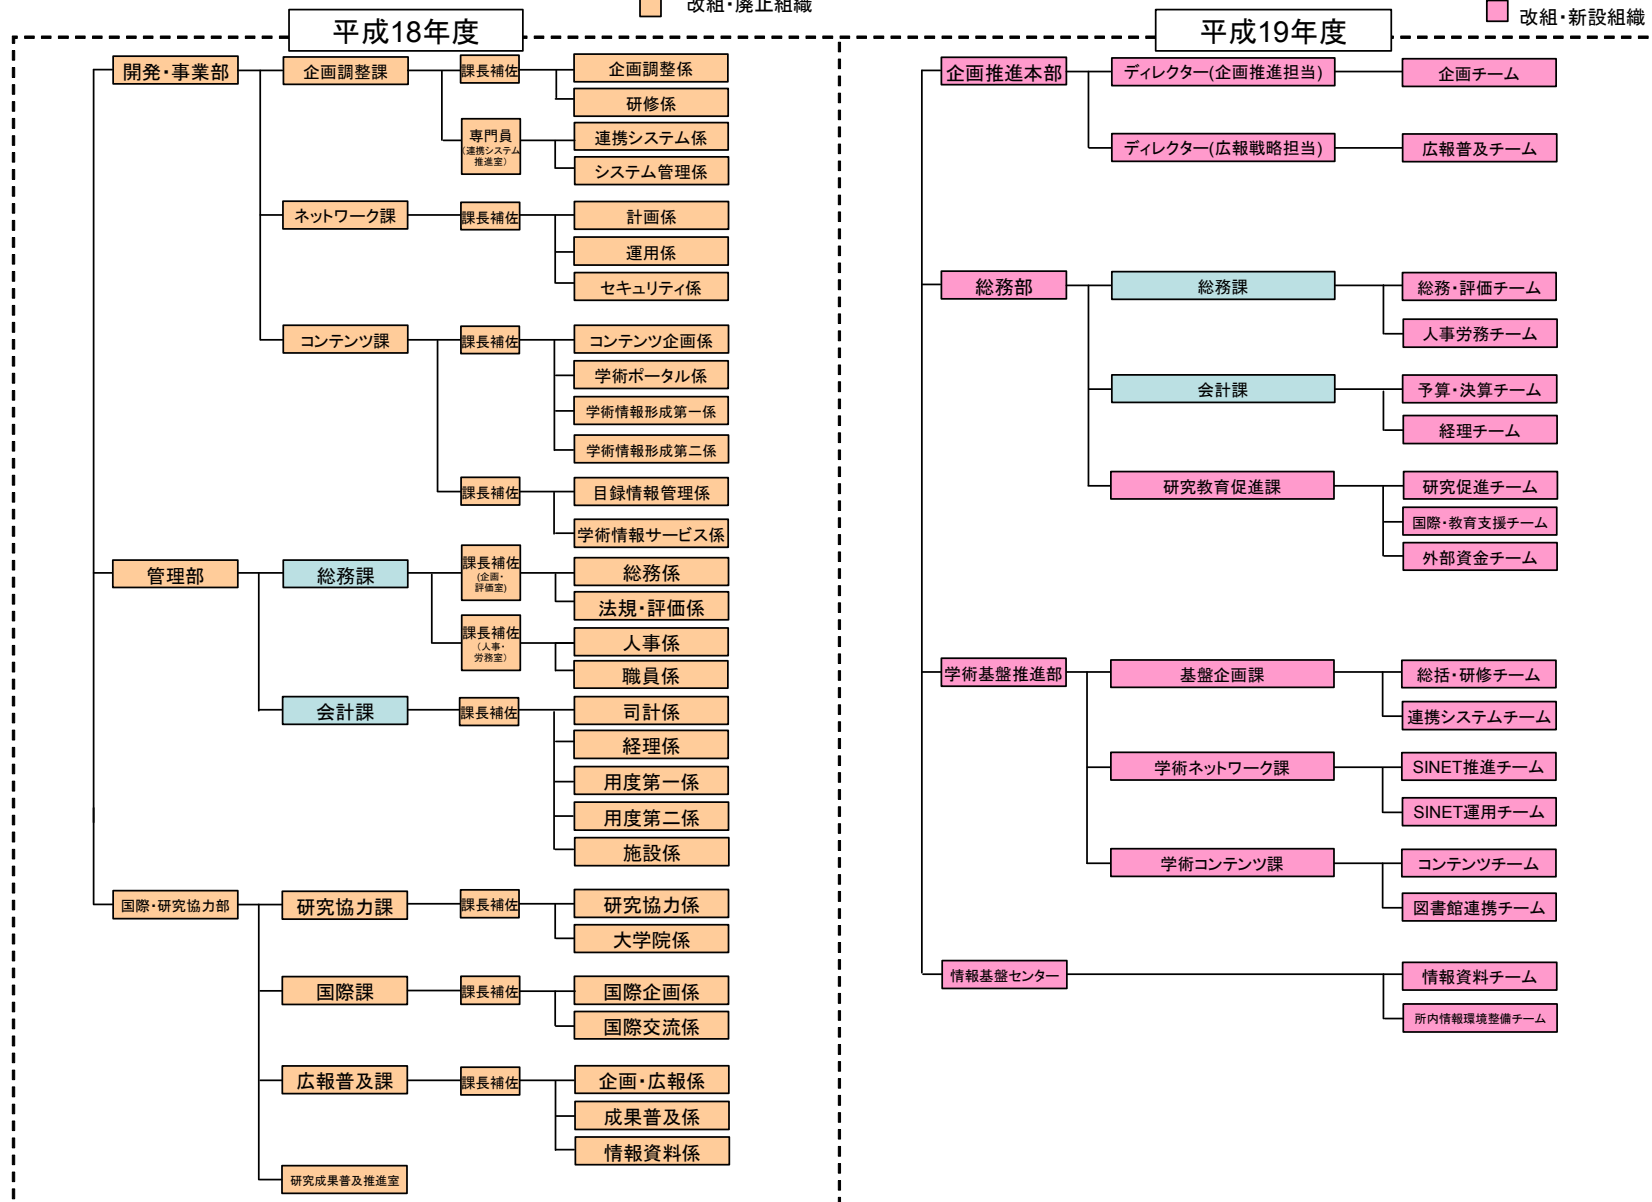 改組・廃止組織
改組・新設組織
平成18年度
開発・事業部
企画調整課
課長補佐
企画調整係
研修係
専門員
(連携システム
推進室)
連携システム係
システム管理係
ネットワーク課
課長補佐
計画係
運用係
セキュリティ係
コンテンツ課
課長補佐
コンテンツ企画係
学術ポータル係
学術情報形成第一係
学術情報形成第二係
課長補佐
目録情報管理係
学術情報サービス係
管理部
総務課
課長補佐
(企画・
評価室)
総務係
法規・評価係
課長補佐
(人事・
労務室)
人事係
職員係
会計課
課長補佐
司計係
経理係
用度第一係
用度第二係
施設係
国際・研究協力部
研究協力課
課長補佐
研究協力係
大学院係
国際課
課長補佐
国際企画係
国際交流係
広報普及課
課長補佐
企画・広報係
成果普及係
情報資料係
研究成果普及推進室
平成19年度
企画推進本部
ディレクター(企画推進担当)
企画チーム
ディレクター(広報戦略担当)
広報普及チーム
総務部
総務課
総務・評価チーム
人事労務チーム
会計課
予算・決算チーム
経理チーム
研究教育促進課
研究促進チーム
国際・教育支援チーム
外部資金チーム
学術基盤推進部
基盤企画課
総括・研修チーム
連携システムチーム
学術ネットワーク課
SINET推進チーム
SINET運用チーム
学術コンテンツ課
コンテンツチーム
図書館連携チーム
情報基盤センター
情報資料チーム
所内情報環境整備チーム